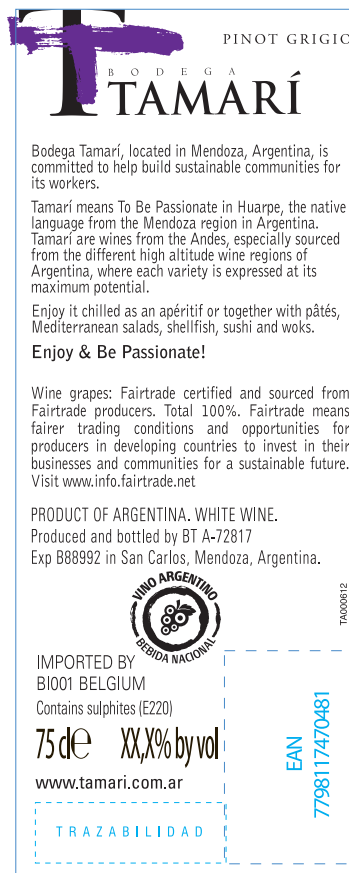 PINOT GRIGIO
BODEGA
TAMARÍ
Bodega Tamarí, located in Mendoza, Argentina, is
committed to help build sustainable communities for
its workers.
Tamarí means To Be Passionate in Huarpe, the native
language from the Mendoza region in Argentina.
Tamarí are wines from the Andes, especially sourced
from the different high altitude wine regions of
Argentina, where each variety is expressed at its
maximum potential.
Enjoy it chilled as an apéritif or together with pâtés,
Mediterranean salads, shellfish, sushi and woks.
Enjoy & Be Passionate!
Wine grapes: Fairtrade certified and sourced from
Fairtrade producers. Total 100%. Fairtrade means
fairer trading conditions and opportunities for
producers in developing countries to invest in their
businesses and communities for a sustainable future.
Visit www.info.fairtrade.net
PRODUCT OF ARGENTINA. WHITE WINE.
Produced and bottled by BT A-72817
Exp B88992 in San Carlos, Mendoza, Argentina.
VINO ARGENTINO
BEBIDA NACIONAL
TA000612
IMPORTED BY
BI001 BELGIUM
Contains sulphites (E220)
75 cl e XX,X% by vol
www.tamari.com.ar
EAN
7798117470481
TRAZABILIDAD